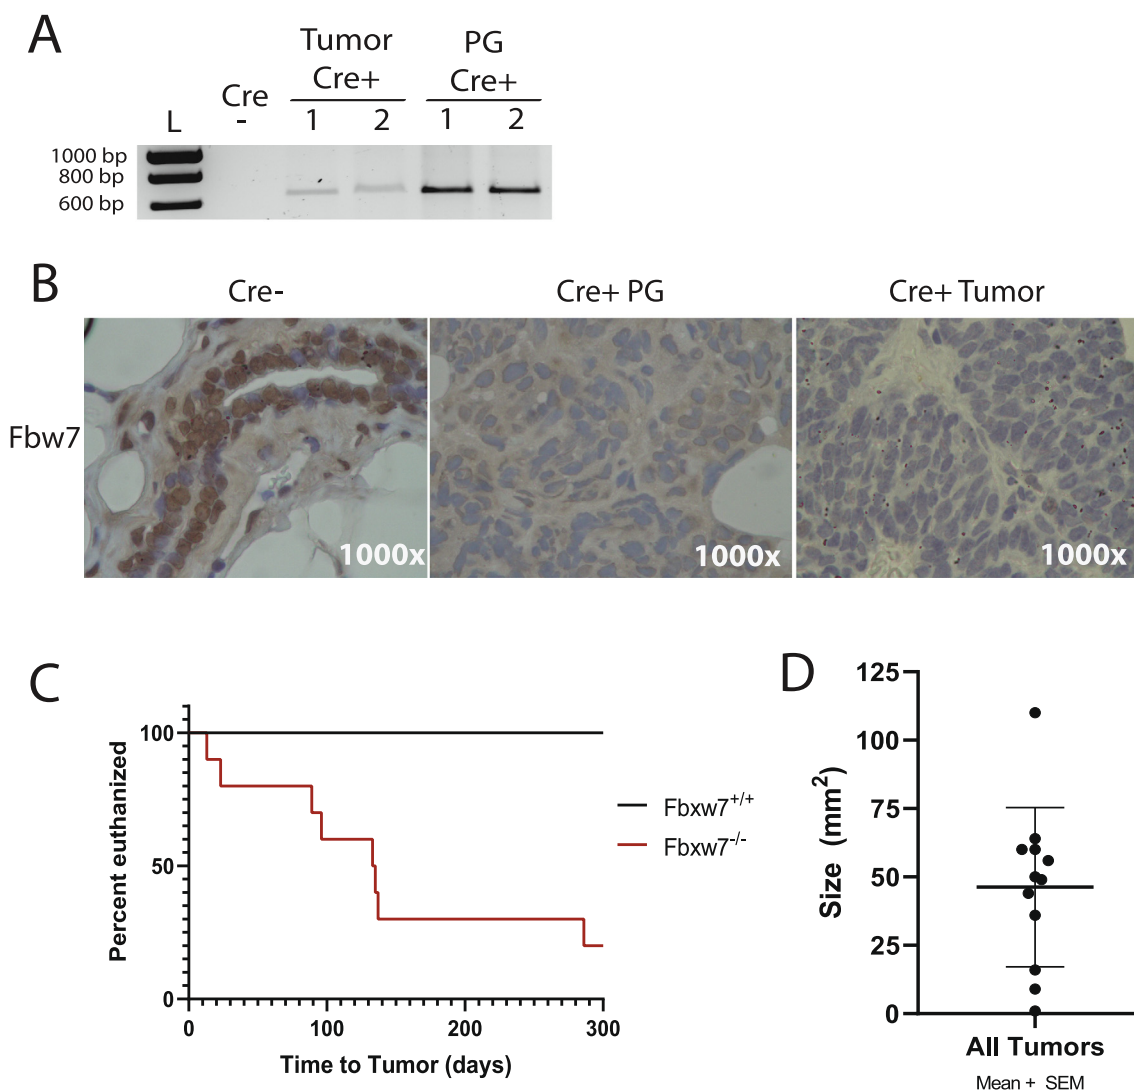 A
Tumor
PG
Cre
-
Cre+
Cre+
L
1
2
1
2
1000 bp
800 bp
600 bp
B
Cre-
Cre+ PG
Cre+ Tumor
Fbw7
1000x
1000x
1000x
C
Percent euthanized
100
50
0
0
100
200
300
Time to Tumor (days)
Fbxw7+/+
Fbxw7-/-
D
Size (mm2)
125
100
75
50
25
0
All Tumors
Mean + SEM